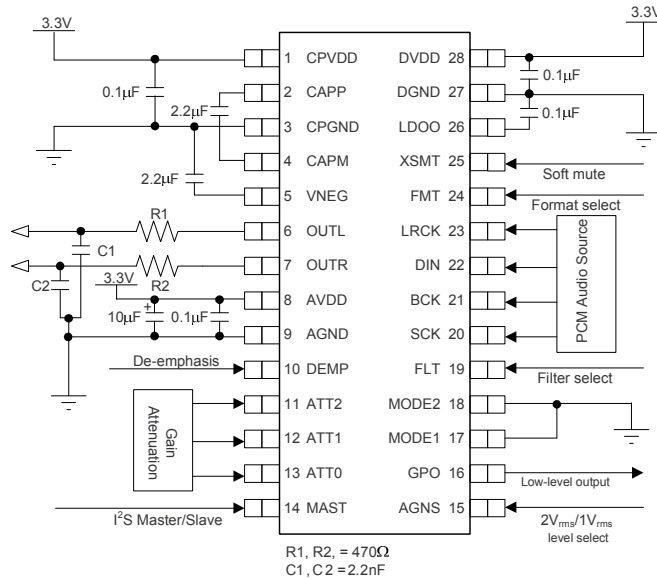 3.3V
3.3V
1 CPVDD DVDD 28
0.1μF
0.1μF
2 CAPP DGND 27
2.2μF
0.1μF
3 CPGND LDOO 26
4 CAPM XSMT 25
Soft mute
2.2μF
5 VNEG FMT 24
Format select
R1
6 OUTL LRCK 23
C1
7 OUTR DIN 22
R2
C2
3.3V
8 AVDD BCK 21
10μF
+
0.1μF
9 AGND SCK 20
PCM Audio Source
De-emphasis
10 DEMP FLT 19
Filter select
11 ATT2 MODE2 18
Gain
Attenuation
12 ATT1 MODE1 17
13 ATT0 GPO 16
Low-level output
14 MAST AGNS 15
I²S Master/Slave
2Vrms/1Vrms
level select
R1, R2, = 470Ω
C1, C2 = 2.2nF